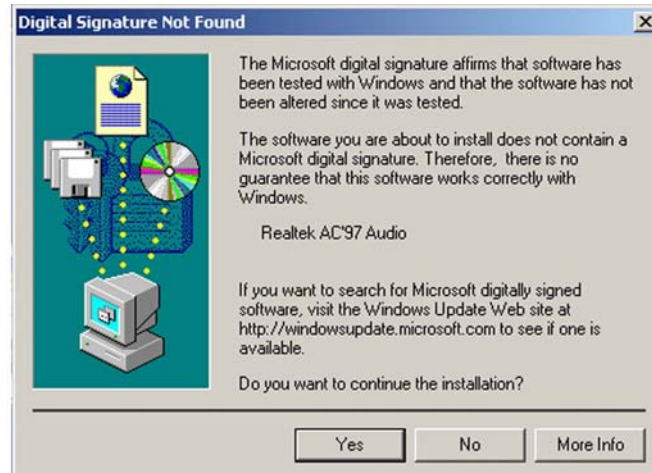 Digital Signature Not Found
The Microsoft digital signature affirms that software has
been tested with Windows and that the software has not
been altered since it was tested.
The software you are about to install does not contain a
Microsoft digital signature. Therefore, there is no
guarantee that this software works correctly with
Windows.
Realtek AC'97 Audio
If you want to search for Microsoft digitally signed
software, visit the Windows Update Web site at
http://windowsupdate.microsoft.com to see if one is
available.
Do you want to continue the installation?
Yes
No
More Info